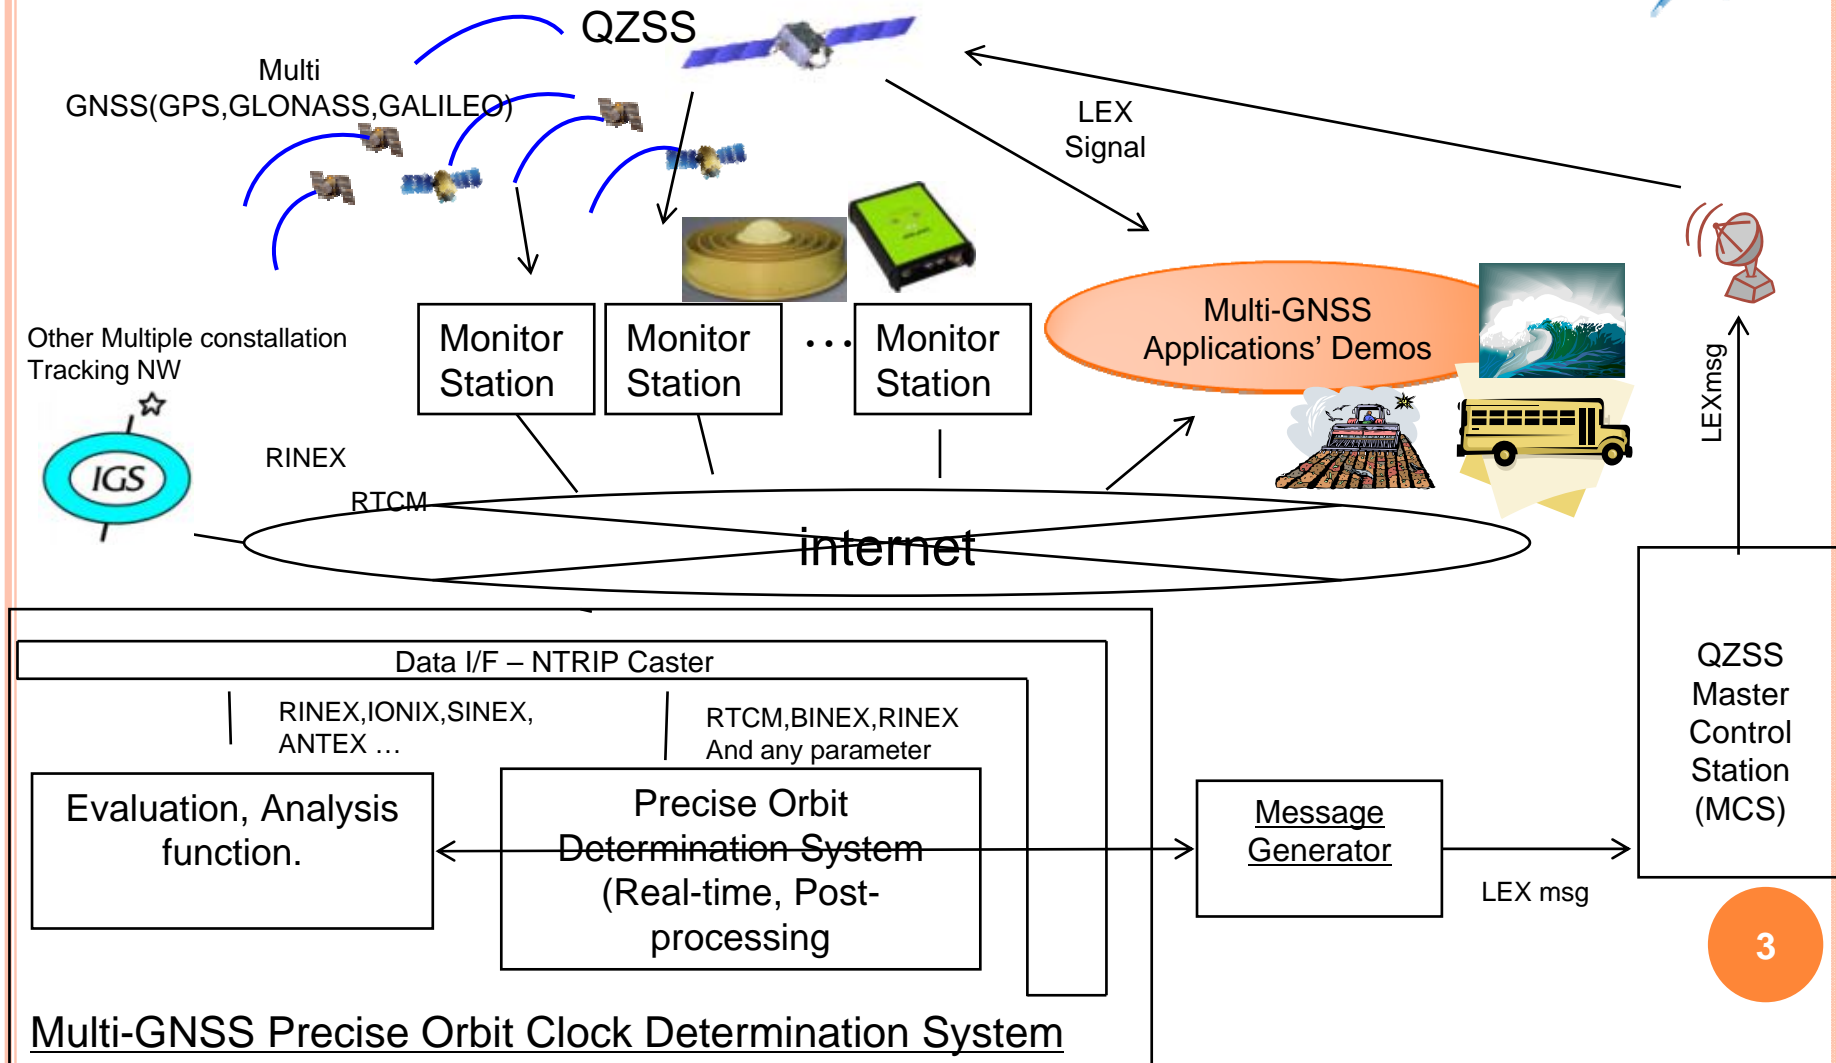 QZSS
Multi
GNSS(GPS,GLONASS,GALILEO)
LEX
Signal
Monitor
Station
Monitor
Station
...
Monitor
Station
Multi-GNSS
Applications' Demos
Other Multiple constallation
Tracking NW
IGS
RINEX
RTCM
internet
LEXmsg
Data I/F – NTRIP Caster
RINEX,IONIX,SINEX,
ANTEX …
RTCM,BINEX,RINEX
And any parameter
Evaluation, Analysis
function.
Precise Orbit
Determination System
(Real-time, Post-
processing
Message
Generator
LEX msg
QZSS
Master
Control
Station
(MCS)
3
Multi-GNSS Precise Orbit Clock Determination System